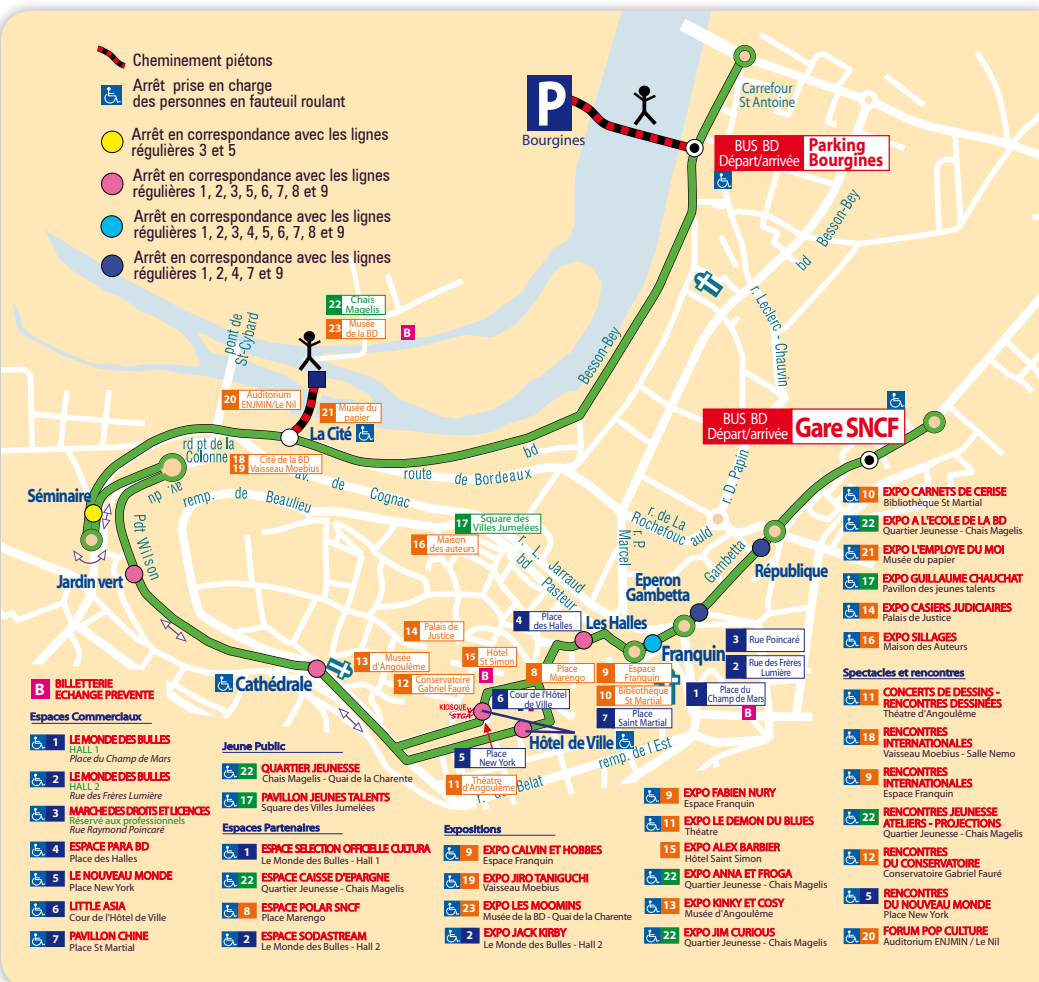 Cheminement piétons
Arrêt prise en charge
des personnes en fauteuil roulant
Arrêt en correspondance avec les lignes
régulières 3 et 5
Arrêt en correspondance avec les lignes
régulières 1, 2, 3, 5, 6, 7, 8 et 9
Arrêt en correspondance avec les lignes
régulières 1, 2, 3, 4, 5, 6, 7, 8 et 9
Arrêt en correspondance avec les lignes
régulières 1, 2, 4, 7 et 9
P
Bourgines
Carrefour
St Antoine
BUS BD
Départ/arrivée
Parking
Bourgines
bd Besson-Bey
r. Leclerc - Chauvin
Besson-Bey
bd
22 Chais
Magelis
23 Musée
de la BD
B
pont de
St-Cybard
20 Auditorium
ENJMIN/Le Nil
21 Musée du
papier
La Cité
rd pt de la
Colonne
18
19
Cité de la BD
Vaisseau Moebius
route de Bordeaux
av. de Cognac
remp. de Beaulieu
av. du
Pdt Wilson
Séminaire
Jardin vert
BUS BD
Départ/arrivée
Gare SNCF
r. D. Papin
r. de La
Rochefouc auld
r. P.
Marcel
Gambetta
République
Eperon
Gambetta
Franquin
Les Halles
17 Square des
Villes Jumelées
16 Maison
des auteurs
r. L. Jarraud
bd Pasteur
4 Place
des Halles
14 Palais de
Justice
15 Hôtel
St Simon
B
13 Musée
d'Angoulême
12 Conservatoire
Gabriel Fauré
Cathédrale
8 Place
Marengo
9 Espace
Franquin
10 Bibliothèque
St Martial
7 Place
Saint Martial
3 Rue Poincaré
2 Rue des Frères
Lumière
1 Place du
Champ de Mars
B
KIOSQUE
STGA
6 Cour de l'Hôtel
de Ville
Hôtel de Ville
5 Place
New York
11 Théatre
d'Angoulême
Belat
remp. de l Est
B BILLETTERIE
ECHANGE PREVENTE
Espaces Commerciaux
1 LE MONDE DES BULLES
HALL 1
Place du Champ de Mars
2 LE MONDE DES BULLES
HALL 2
Rue des Frères Lumière
3 MARCHE DES DROITS ET LICENCES
Réservé aux professionnels
Rue Raymond Poincaré
4 ESPACE PARA BD
Place des Halles
5 LE NOUVEAU MONDE
Place New York
6 LITTLE ASIA
Cour de l'Hôtel de Ville
7 PAVILLON CHINE
Place St Martial
Jeune Public
22 QUARTIER JEUNESSE
Chais Magelis - Quai de la Charente
17 PAVILLON JEUNES TALENTS
Square des Villes Jumelées
Espaces Partenaires
1 ESPACE SELECTION OFFICIELLE CULTURA
Le Monde des Bulles - Hall 1
22 ESPACE CAISSE D'EPARGNE
Quartier Jeunesse - Chais Magelis
8 ESPACE POLAR SNCF
Place Marengo
2 ESPACE SODASTREAM
Le Monde des Bulles - Hall 2
Expositions
9 EXPO CALVIN ET HOBBES
Espace Franquin
19 EXPO JIRO TANIGUCHI
Vaisseau Moebius
23 EXPO LES MOOMINS
Musée de la BD - Quai de la Charente
2 EXPO JACK KIRBY
Le Monde des Bulles - Hall 2
9 EXPO FABIEN NURY
Espace Franquin
11 EXPO LE DEMON DU BLUES
Théatre
15 EXPO ALEX BARBIER
Hôtel Saint Simon
22 EXPO ANNA ET FROGA
Quartier Jeunesse - Chais Magelis
13 EXPO KINKY ET COSY
Musée d'Angoulême
22 EXPO JIM CURIOUS
Quartier Jeunesse - Chais Magelis
10 EXPO CARNETS DE CERISE
Bibliothèque St Martial
22 EXPO A L'ECOLE DE LA BD
Quartier Jeunesse - Chais Magelis
21 EXPO L'EMPLOYE DU MOI
Musée du papier
17 EXPO GUILLAUME CHAUCHAT
Pavillon des jeunes talents
14 EXPO CASIERS JUDICIAIRES
Palais de Justice
16 EXPO SILLAGES
Maison des Auteurs
Spectacles et rencontres
11 CONCERTS DE DESSINS -
RENCONTRES DESSINÉES
Théatre d'Angoulême
18 RENCONTRES
INTERNATIONALES
Vaisseau Moebius - Salle Nemo
9 RENCONTRES
INTERNATIONALES
Espace Franquin
22 RENCONTRES JEUNESSE
ATELIERS - PROJECTIONS
Quartier Jeunesse - Chais Magelis
12 RENCONTRES
DU CONSERVATOIRE
Conservatoire Gabriel Fauré
5 RENCONTRES
DU NOUVEAU MONDE
Place New York
20 FORUM POP CULTURE
Auditorium ENJMIN / Le Nil